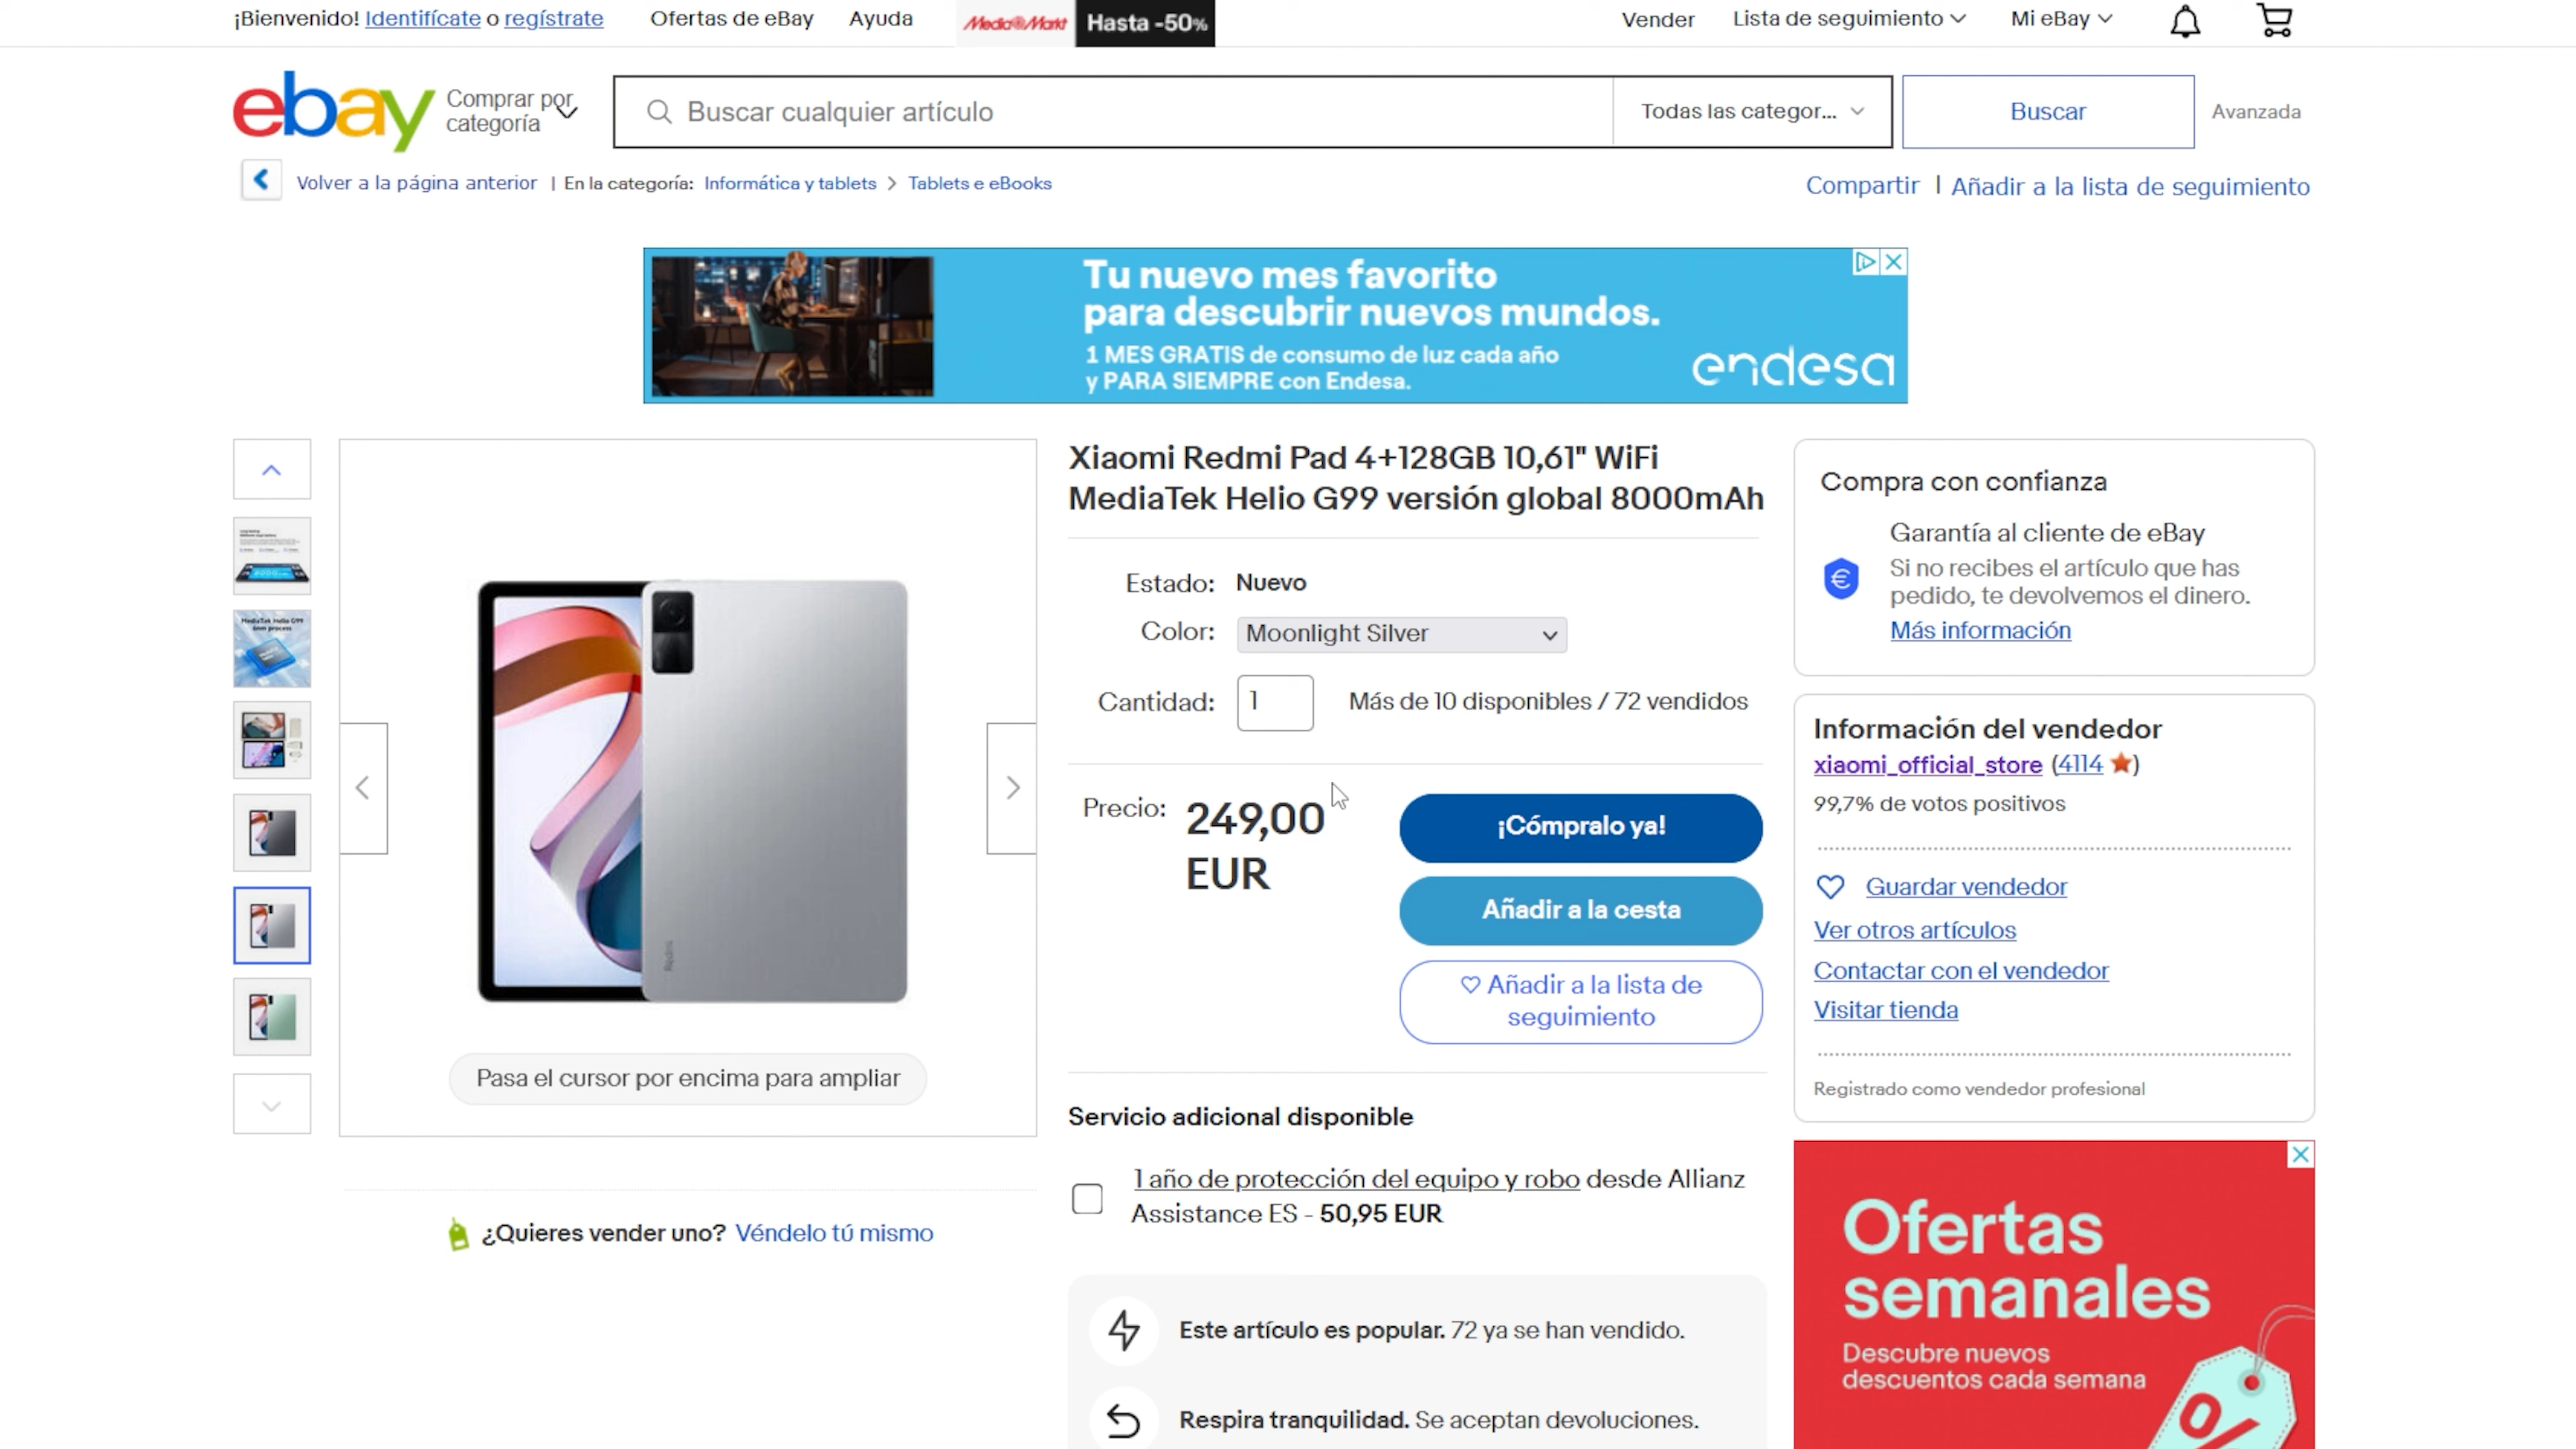 ¡Bienvenido! Identifícate o regístrate
Ofertas de eBay
Ayuda
Media Markt
Hasta -50%
Vender
Lista de seguimiento
Mi eBay
ebay
Comprar por
categoría
Buscar cualquier artículo
Todas las categor...
Buscar
Avanzada
Volver a la página anterior | En la categoría: Informática y tablets > Tablets e eBooks
Compartir | Añadir a la lista de seguimiento
Tu nuevo mes favorito
para descubrir nuevos mundos.
1 MES GRATIS de consumo de luz cada año
y PARA SIEMPRE con Endesa.
endesa
MediaTek Helio G99
6nm process
Redmi
Pasa el cursor por encima para ampliar
¿Quieres vender uno? Véndelo tú mismo
Xiaomi Redmi Pad 4+128GB 10,61" WiFi
MediaTek Helio G99 versión global 8000mAh
Estado: Nuevo
Color: Moonlight Silver
Cantidad: 1 Más de 10 disponibles / 72 vendidos
Precio: 249,00
EUR
¡Cómpralo ya!
Añadir a la cesta
Añadir a la lista de
seguimiento
Servicio adicional disponible
1 año de protección del equipo y robo desde Allianz
Assistance ES - 50,95 EUR
Este artículo es popular. 72 ya se han vendido.
Respira tranquilidad. Se aceptan devoluciones.
Compra con confianza
Garantía al cliente de eBay
Si no recibes el artículo que has
pedido, te devolvemos el dinero.
Más información
Información del vendedor
xiaomi_official_store (4114)
99,7% de votos positivos
Guardar vendedor
Ver otros artículos
Contactar con el vendedor
Visitar tienda
Registrado como vendedor profesional
Ofertas
semanales
Descubre nuevos
descuentos cada semana
%